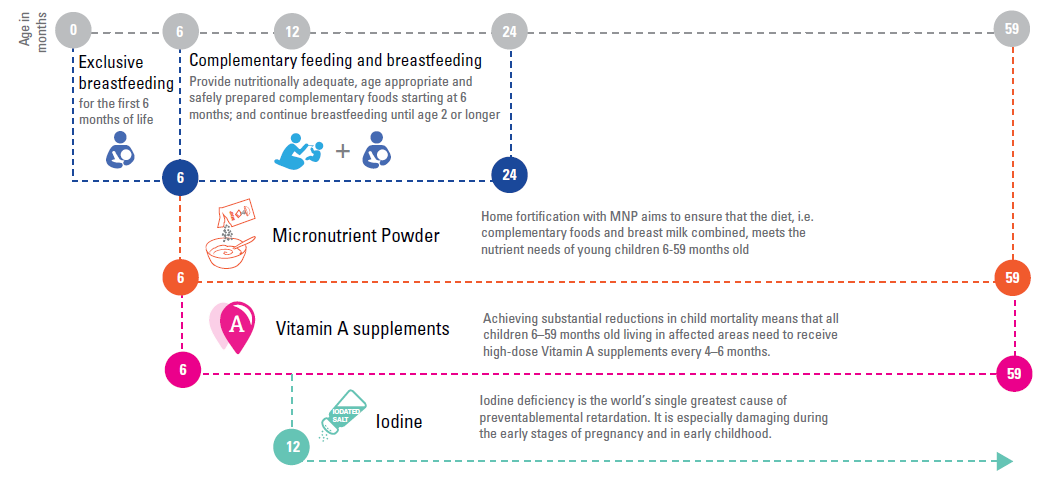 Age in
months
0
6
12
24
59
Exclusive
breastfeeding
for the first 6
months of life
Complementary feeding and breastfeeding
Provide nutritionally adequate, age appropriate and
safely prepared complementary foods starting at 6
months; and continue breastfeeding until age 2 or longer
+
6
24
Micronutrient Powder
Home fortification with MNP aims to ensure that the diet, i.e.
complementary foods and breast milk combined, meets the
nutrient needs of young children 6-59 months old
6
59
A
Vitamin A supplements
Achieving substantial reductions in child mortality means that all
children 6–59 months old living in affected areas need to receive
high-dose Vitamin A supplements every 4–6 months.
6
59
IODATED
SALT
Iodine
Iodine deficiency is the world's single greatest cause of
preventablemental retardation. It is especially damaging during
the early stages of pregnancy and in early childhood.
12